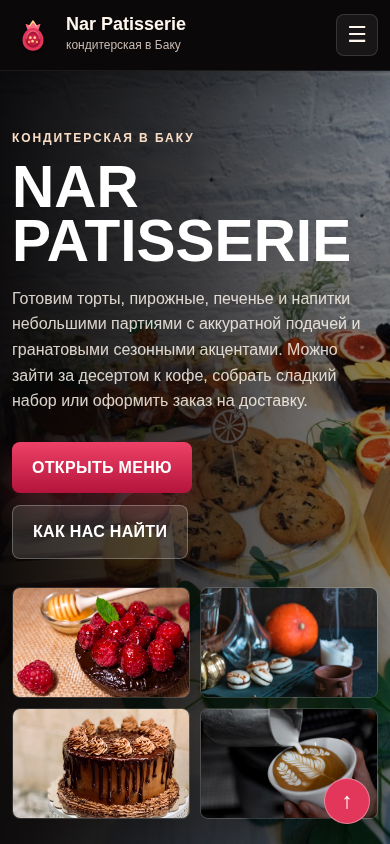 Nar Patisserie
кондитерская в Баку
☰
КОНДИТЕРСКАЯ В БАКУ
NAR
PATISSERIE
Готовим торты, пирожные, печенье и напитки
небольшими партиями с аккуратной подачей и
гранатовыми сезонными акцентами. Можно
зайти за десертом к кофе, собрать сладкий
набор или оформить заказ на доставку.
ОТКРЫТЬ МЕНЮ
КАК НАС НАЙТИ
↑